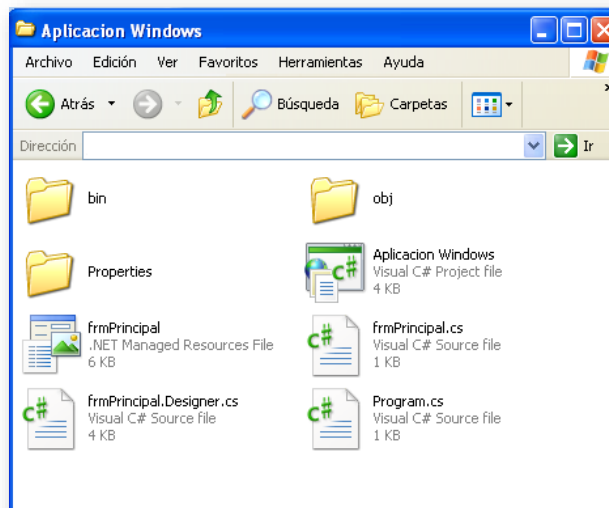 Aplicacion Windows
Archivo Edición Ver Favoritos Herramientas Ayuda
Atrás Búsqueda Carpetas
Dirección Ir
bin
obj
Properties
Aplicacion Windows
Visual C# Project file
4 KB
frmPrincipal
.NET Managed Resources File
6 KB
frmPrincipal.cs
Visual C# Source file
1 KB
frmPrincipal.Designer.cs
Visual C# Source file
4 KB
Program.cs
Visual C# Source file
1 KB